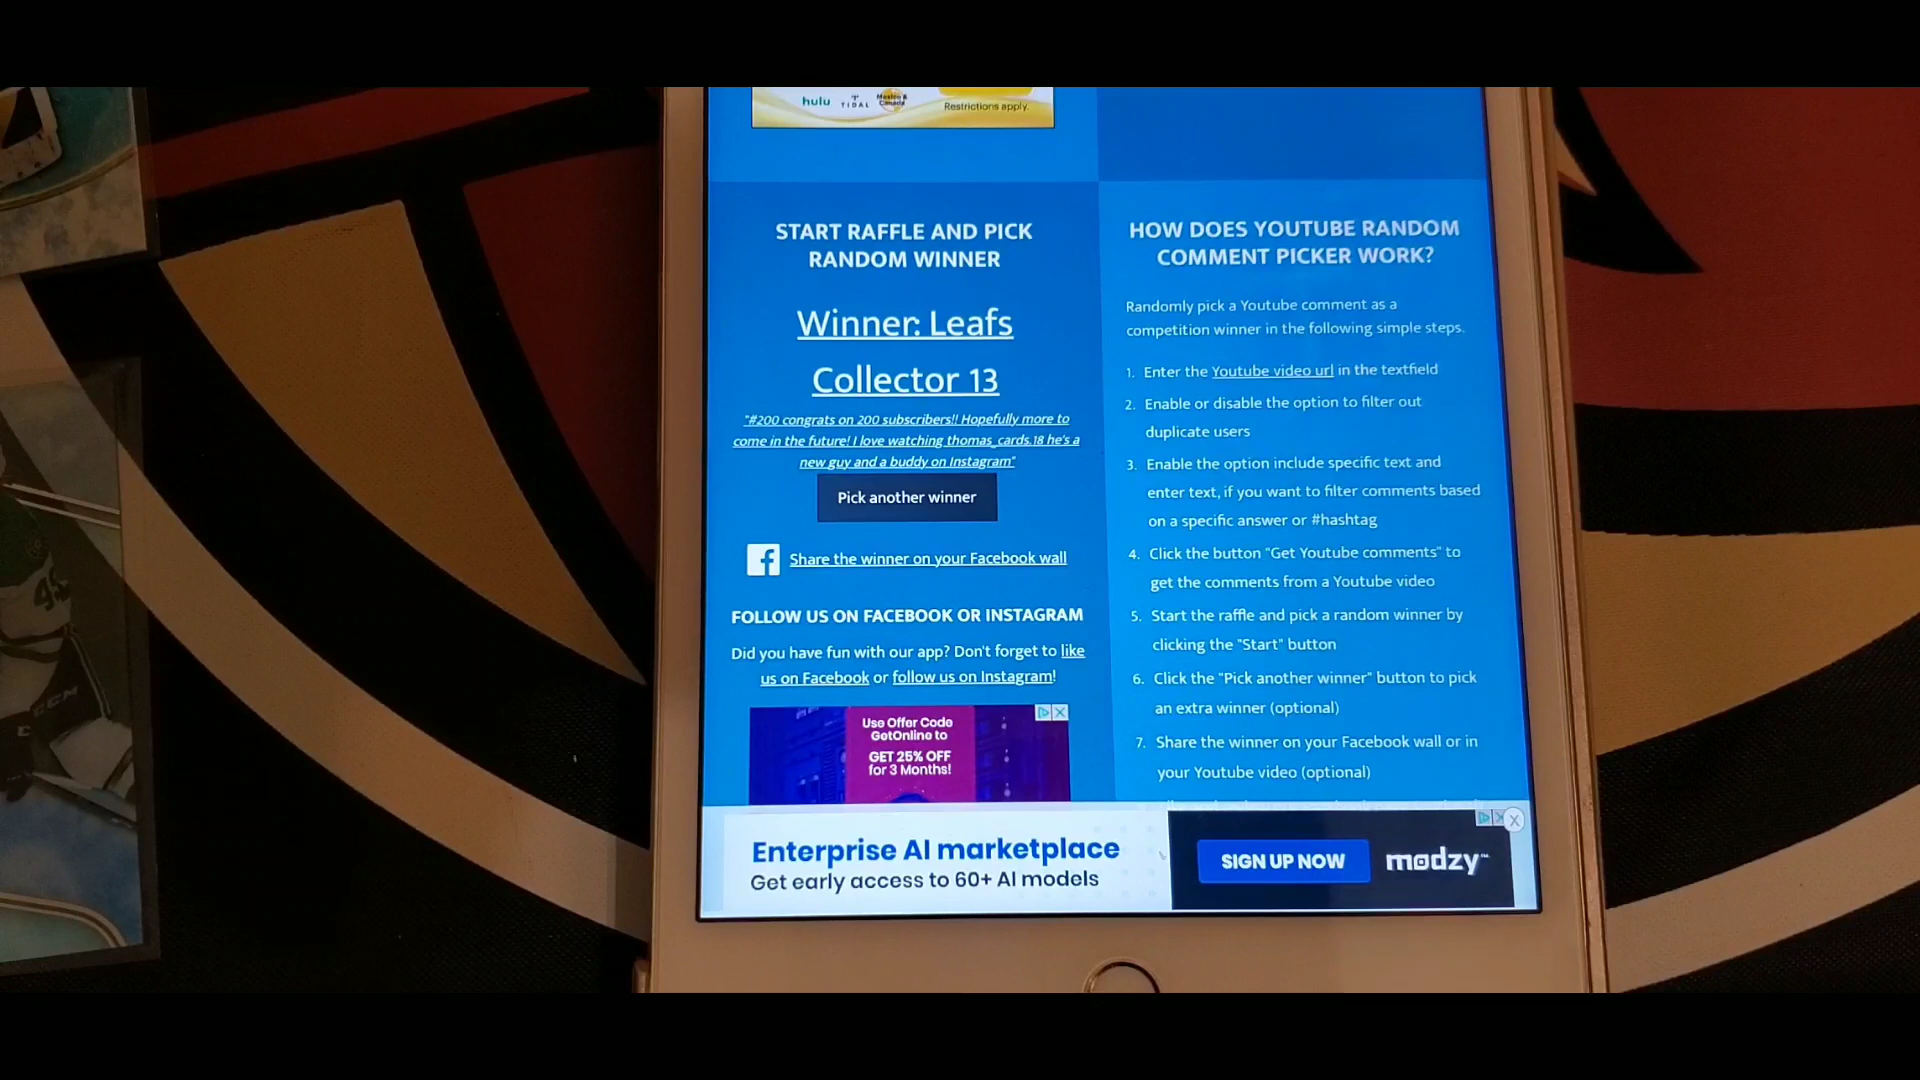 hulu
TIDAL
Mexico &
Canada
Restrictions apply.
START RAFFLE AND PICK
RANDOM WINNER
Winner: Leafs
Collector 13
"#200 congrats on 200 subscribers!! Hopefully more to
come in the future! I love watching thomas_cards.18 he's a
new guy and a buddy on Instagram"
Pick another winner
Share the winner on your Facebook wall
FOLLOW US ON FACEBOOK OR INSTAGRAM
Did you have fun with our app? Don't forget to like
us on Facebook or follow us on Instagram!
Use Offer Code
GetOnline to
GET 25% OFF
for 3 Months!
HOW DOES YOUTUBE RANDOM
COMMENT PICKER WORK?
Randomly pick a Youtube comment as a
competition winner in the following simple steps.
1. Enter the Youtube video url in the textfield
2. Enable or disable the option to filter out
duplicate users
3. Enable the option include specific text and
enter text, if you want to filter comments based
on a specific answer or #hashtag
4. Click the button "Get Youtube comments" to
get the comments from a Youtube video
5. Start the raffle and pick a random winner by
clicking the "Start" button
6. Click the "Pick another winner" button to pick
an extra winner (optional)
7. Share the winner on your Facebook wall or in
your Youtube video (optional)
Enterprise AI marketplace
Get early access to 60+ AI models
SIGN UP NOW
modzy™
X
CCM